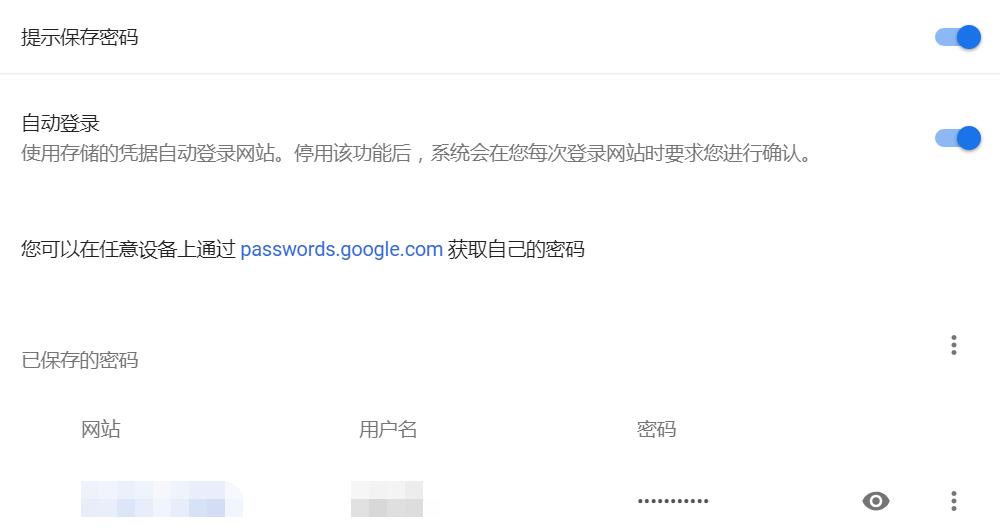 提示保存密码
自动登录
使用存储的凭据自动登录网站。停用该功能后，系统会在您每次登录网站时要求您进行确认。
您可以在任意设备上通过 passwords.google.com 获取自己的密码
已保存的密码
网站 用户名 密码
•••••••••••